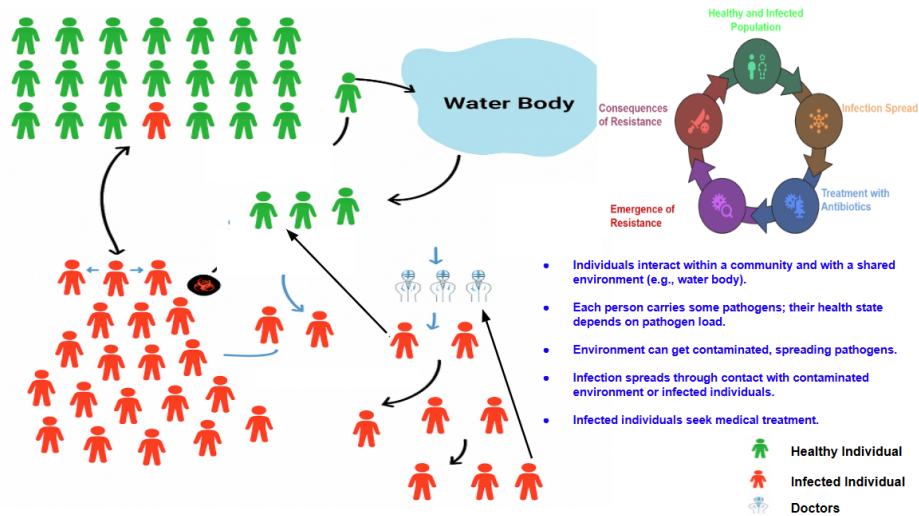 Healthy and Infected
Population
Water Body
Consequences
of Resistance
Infection Spread
Emergence of
Resistance
Treatment with
Antibiotics
● Individuals interact within a community and with a shared
environment (e.g., water body).
● Each person carries some pathogens; their health state
depends on pathogen load.
● Environment can get contaminated, spreading pathogens.
● Infection spreads through contact with contaminated
environment or infected individuals.
● Infected individuals seek medical treatment.
Healthy Individual
Infected Individual
Doctors